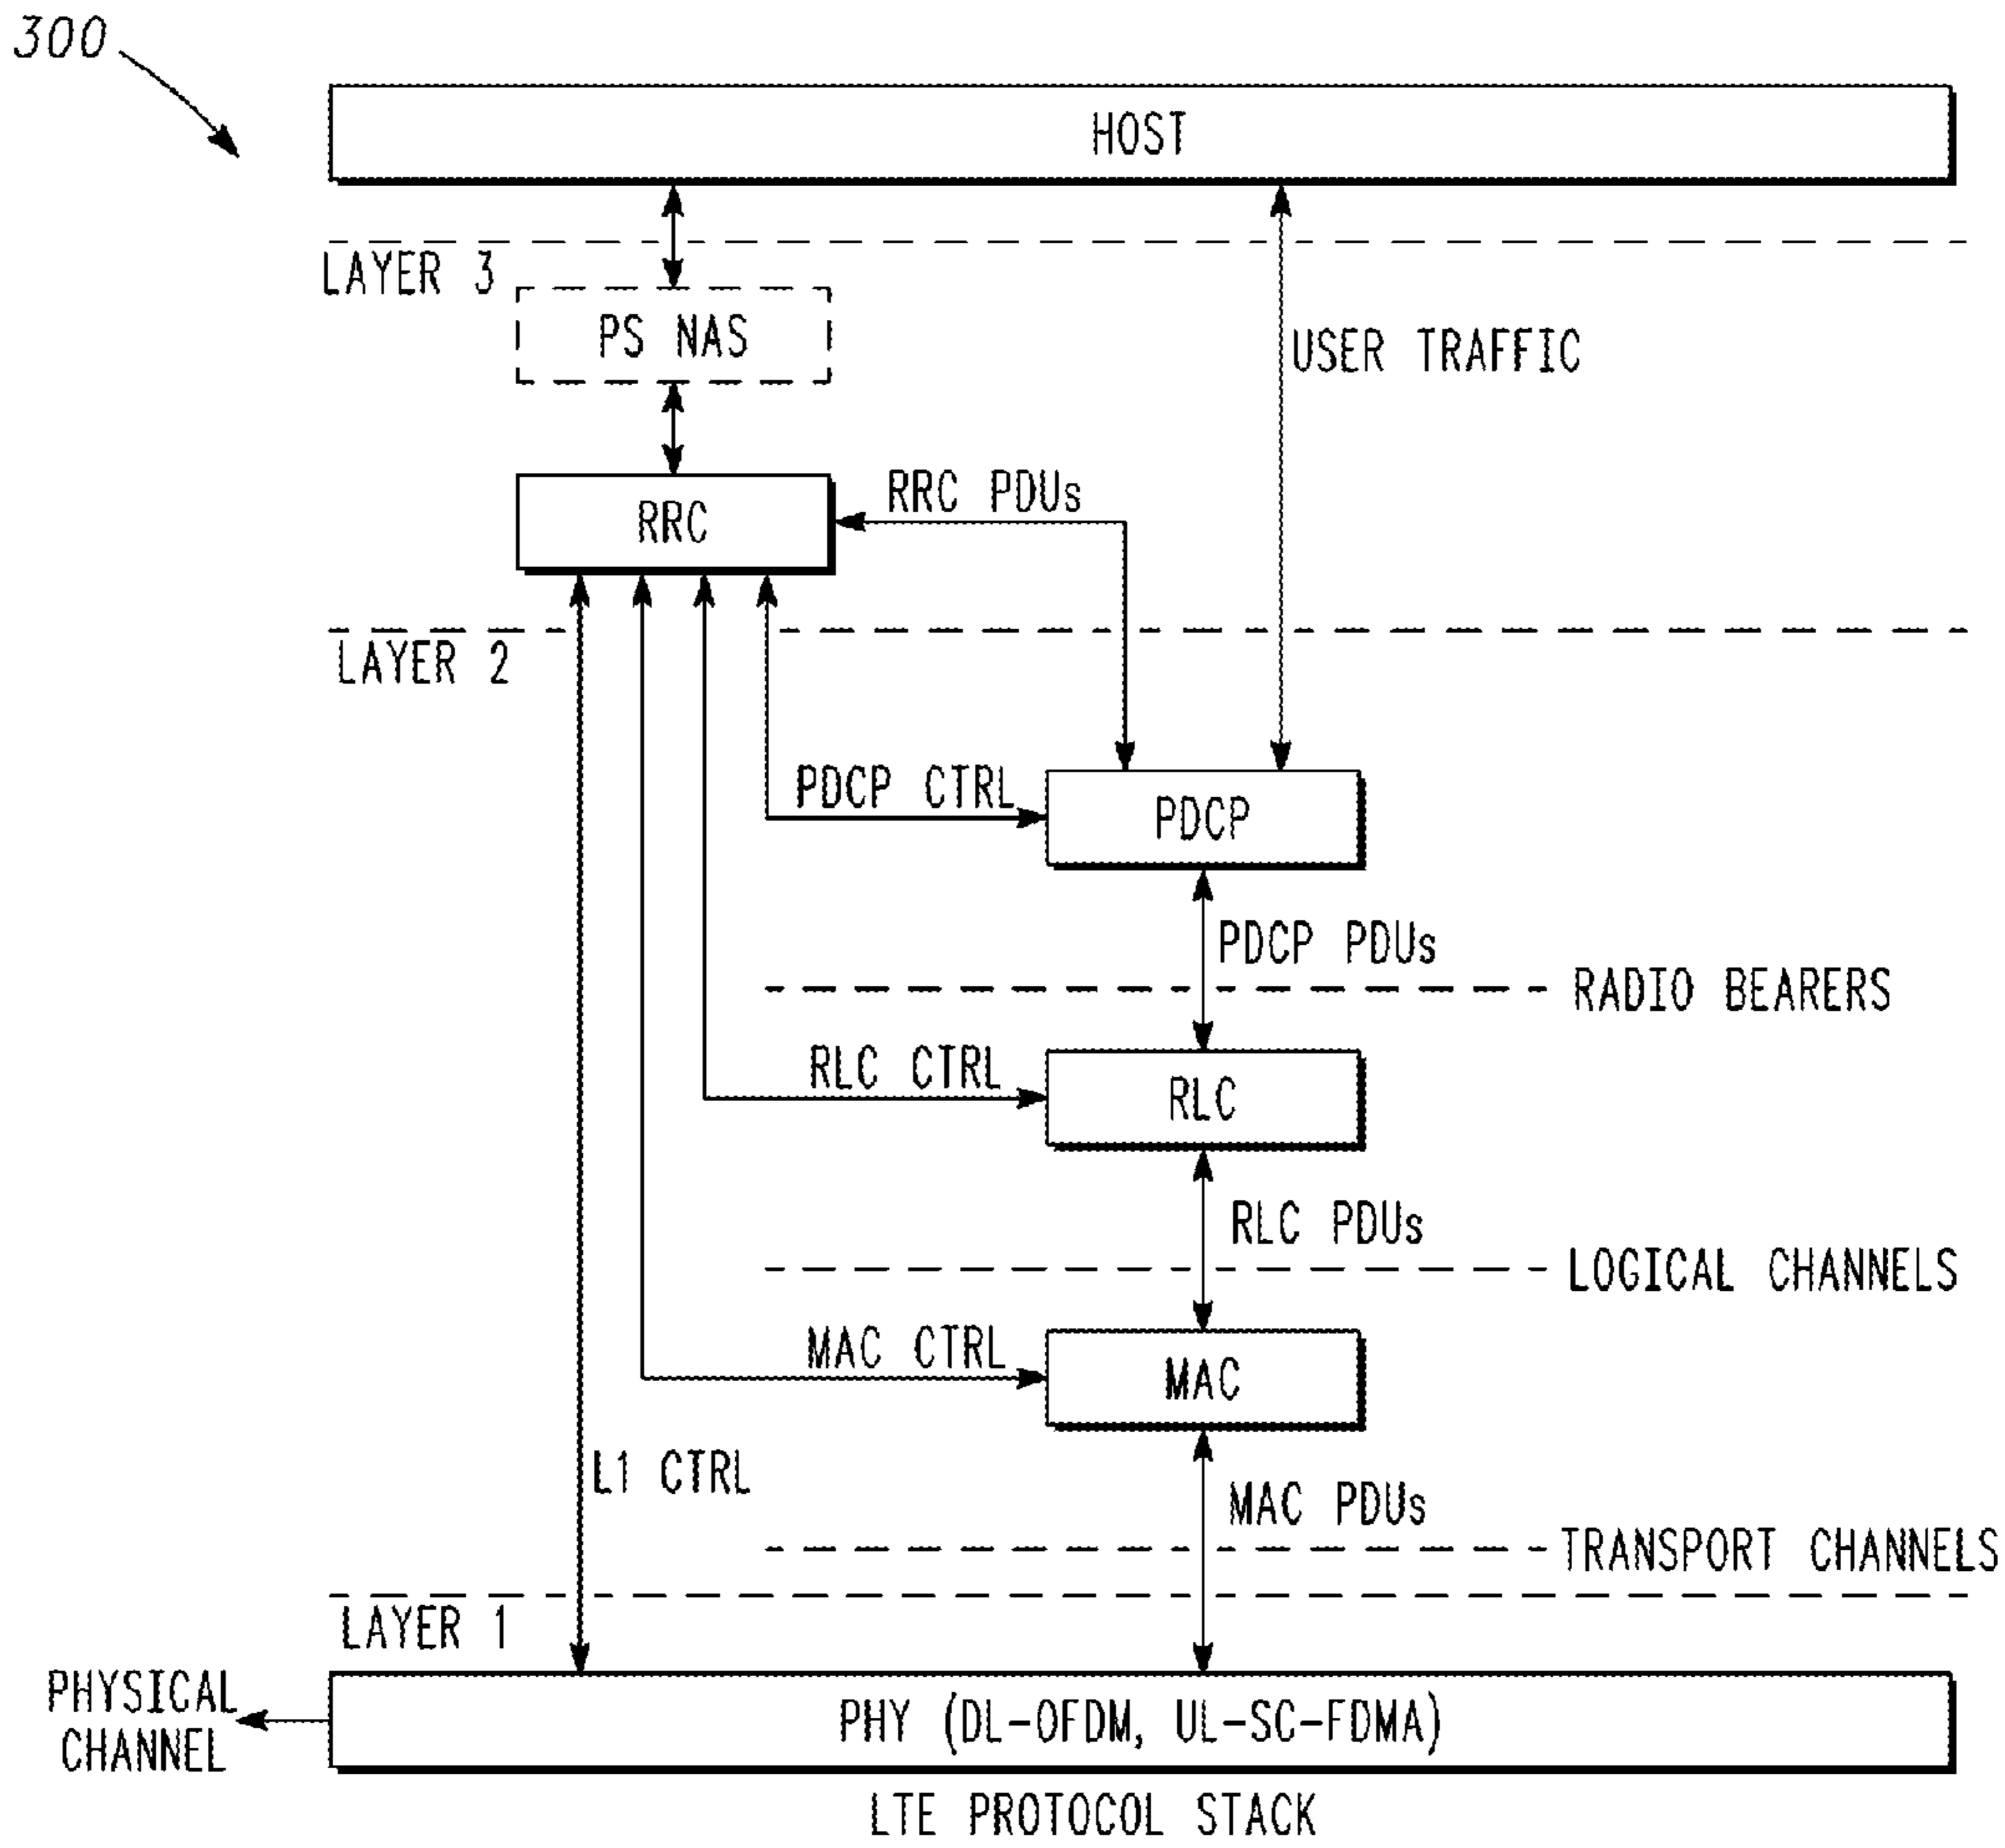 300
HOST
LAYER 3
PS NAS
USER TRAFFIC
RRC PDUs
RRC
LAYER 2
PDCP CTRL
PDCP
PDCP PDUs
RADIO BEARERS
RLC CTRL
RLC
RLC PDUs
LOGICAL CHANNELS
MAC CTRL
MAC
L1 CTRL
MAC PDUs
TRANSPORT CHANNELS
LAYER 1
PHYSICAL
CHANNEL
PHY (DL-OFDM, UL-SC-FDMA)
LTE PROTOCOL STACK